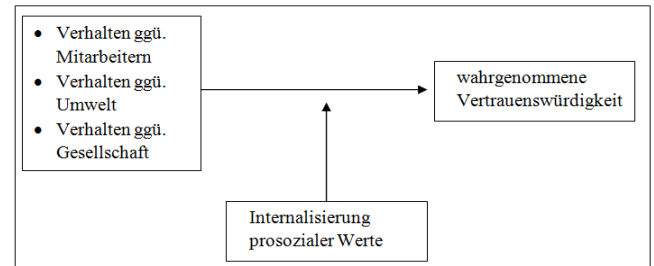 • Verhalten ggü.
Mitarbeitern
• Verhalten ggü.
Umwelt
• Verhalten ggü.
Gesellschaft
wahrgenommene
Vertrauenswürdigkeit
Internalisierung
prosozialer Werte